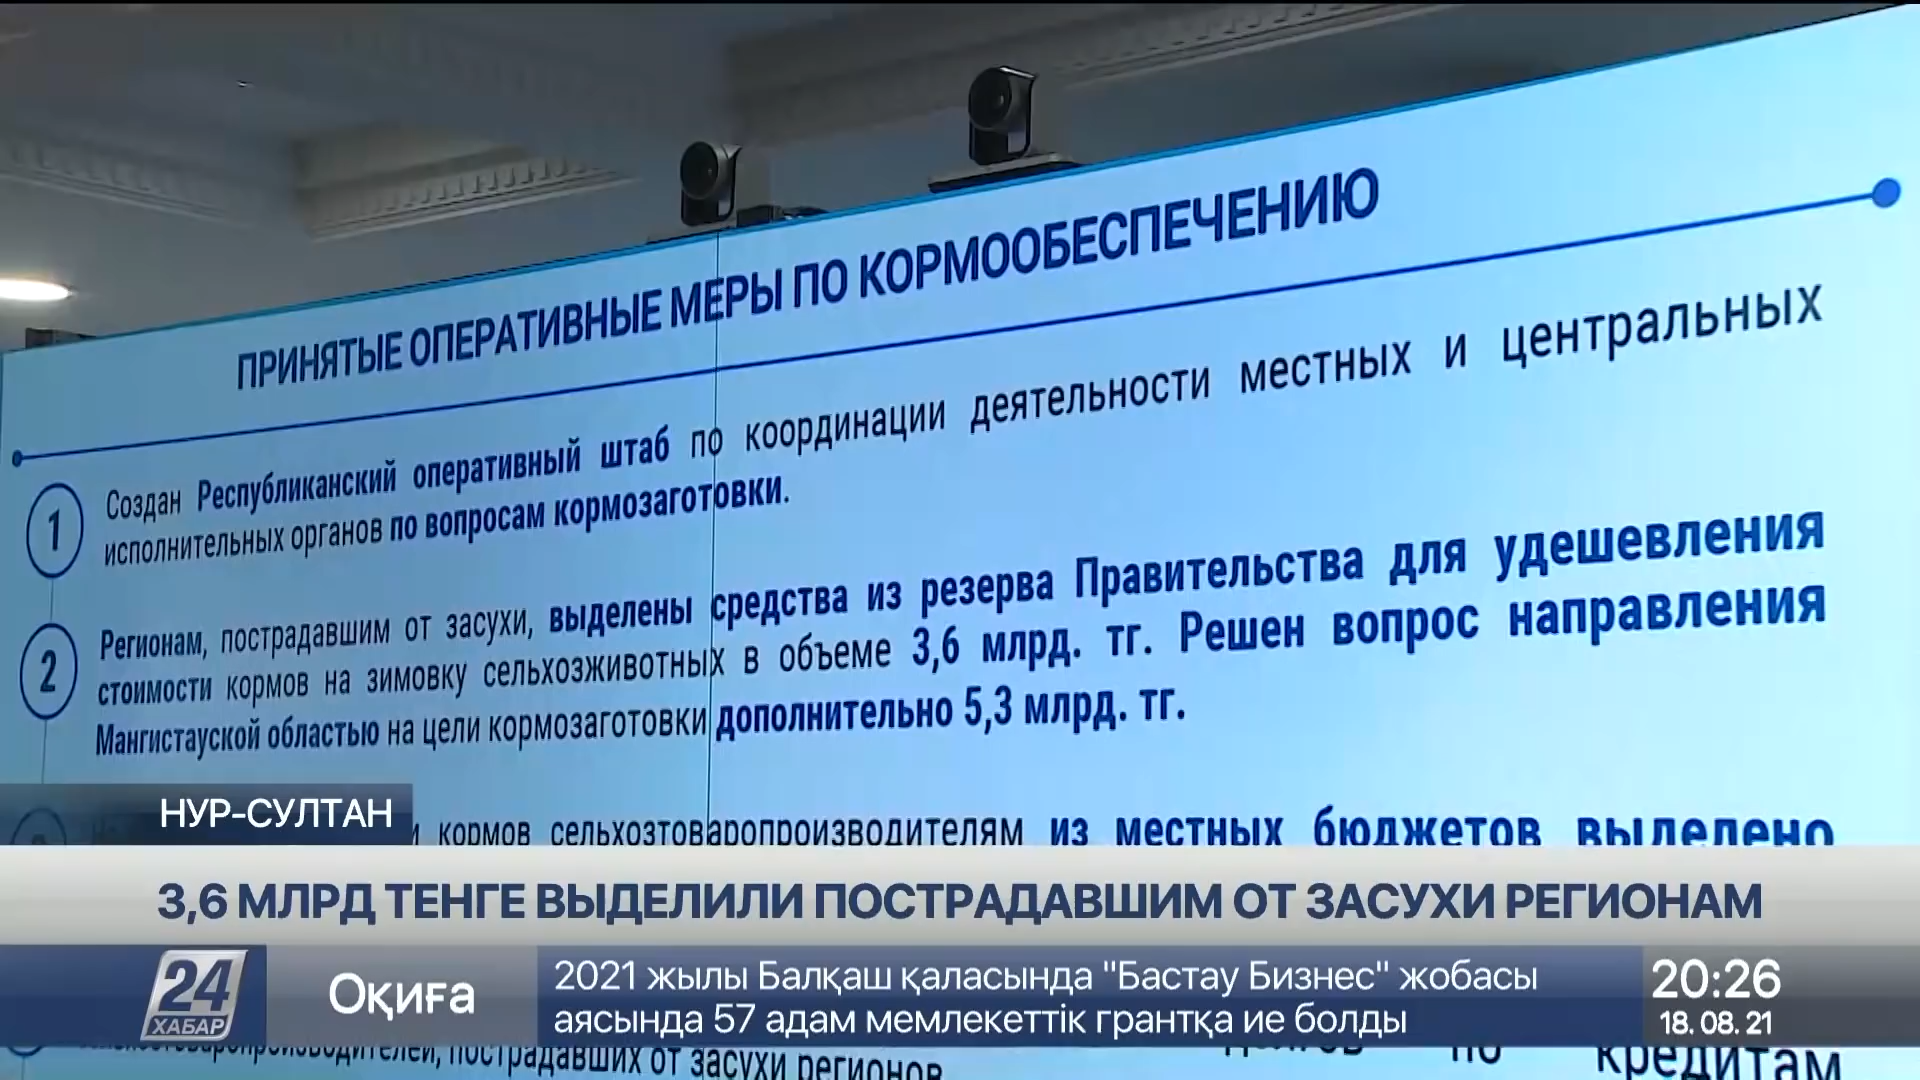 ПРИНЯТЫЕ ОПЕРАТИВНЫЕ МЕРЫ ПО КОРМООБЕСПЕЧЕНИЮ
1
Создан Республиканский оперативный штаб по координации деятельности местных и центральных
исполнительных органов по вопросам кормозаготовки.
2
Регионам, пострадавшим от засухи, выделены средства из резерва Правительства для удешевления
стоимости кормов на зимовку сельхозживотных в объеме 3,6 млрд. тг. Решен вопрос направления
Мангистауской областью на цели кормозаготовки дополнительно 5,3 млрд. тг.
НУР-СУЛТАН
кормов сельхозтоваропроизводителям из местных бюджетов выделено
3,6 МЛРД ТЕНГЕ ВЫДЕЛИЛИ ПОСТРАДАВШИМ ОТ ЗАСУХИ РЕГИОНАМ
24
ХАБАР
Оқиға
2021 жылы Балқаш қаласында "Бастау Бизнес" жобасы
аясында 57 адам мемлекеттік грантқа ие болды
20:26
18.08.21
пострадавших от засухи регионов.
по кредитам